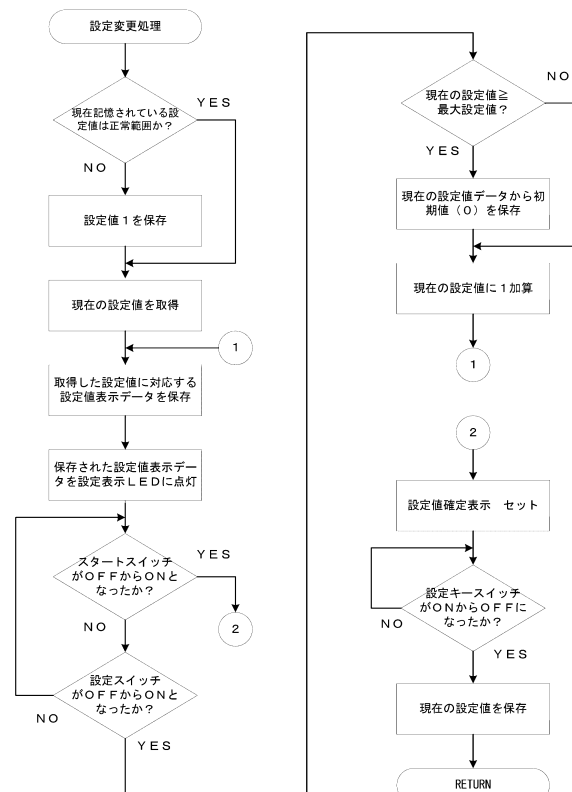 設定変更処理
現在記憶されている設
定値は正常範囲か？
YES
NO
設定値１を保存
現在の設定値を取得
1
取得した設定値に対応する
設定値表示データを保存
保存された設定値表示デー
タを設定表示ＬＥＤに点灯
スタートスイッチ
がＯＦＦからＯＮと
なったか？
YES
NO
2
設定スイッチ
がＯＦＦからＯＮと
なったか？
NO
YES
現在の設定値≧
最大設定値？
NO
YES
現在の設定値データから初
期値（０）を保存
現在の設定値に１加算
1
2
設定値確定表示　セット
設定キースイッチ
がＯＮからＯＦＦに
なったか？
NO
YES
現在の設定値を保存
RETURN